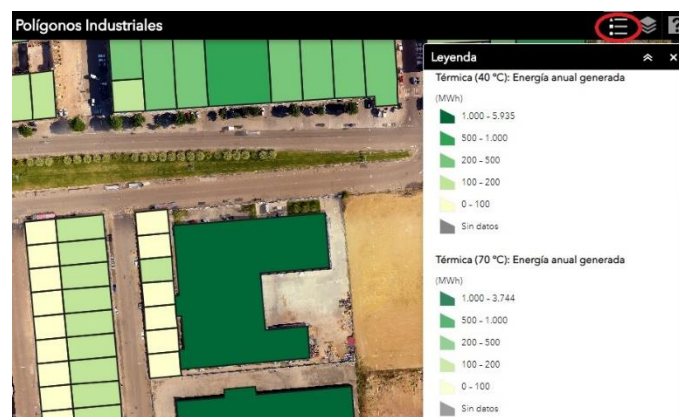 Polígonos Industriales
Leyenda
Térmica (40 ºC): Energía anual generada
(MWh)
1.000 - 5.935
500 - 1.000
200 - 500
100 - 200
0 - 100
Sin datos
Térmica (70 ºC): Energía anual generada
(MWh)
1.000 - 3.744
500 - 1.000
200 - 500
100 - 200
0 - 100
Sin datos